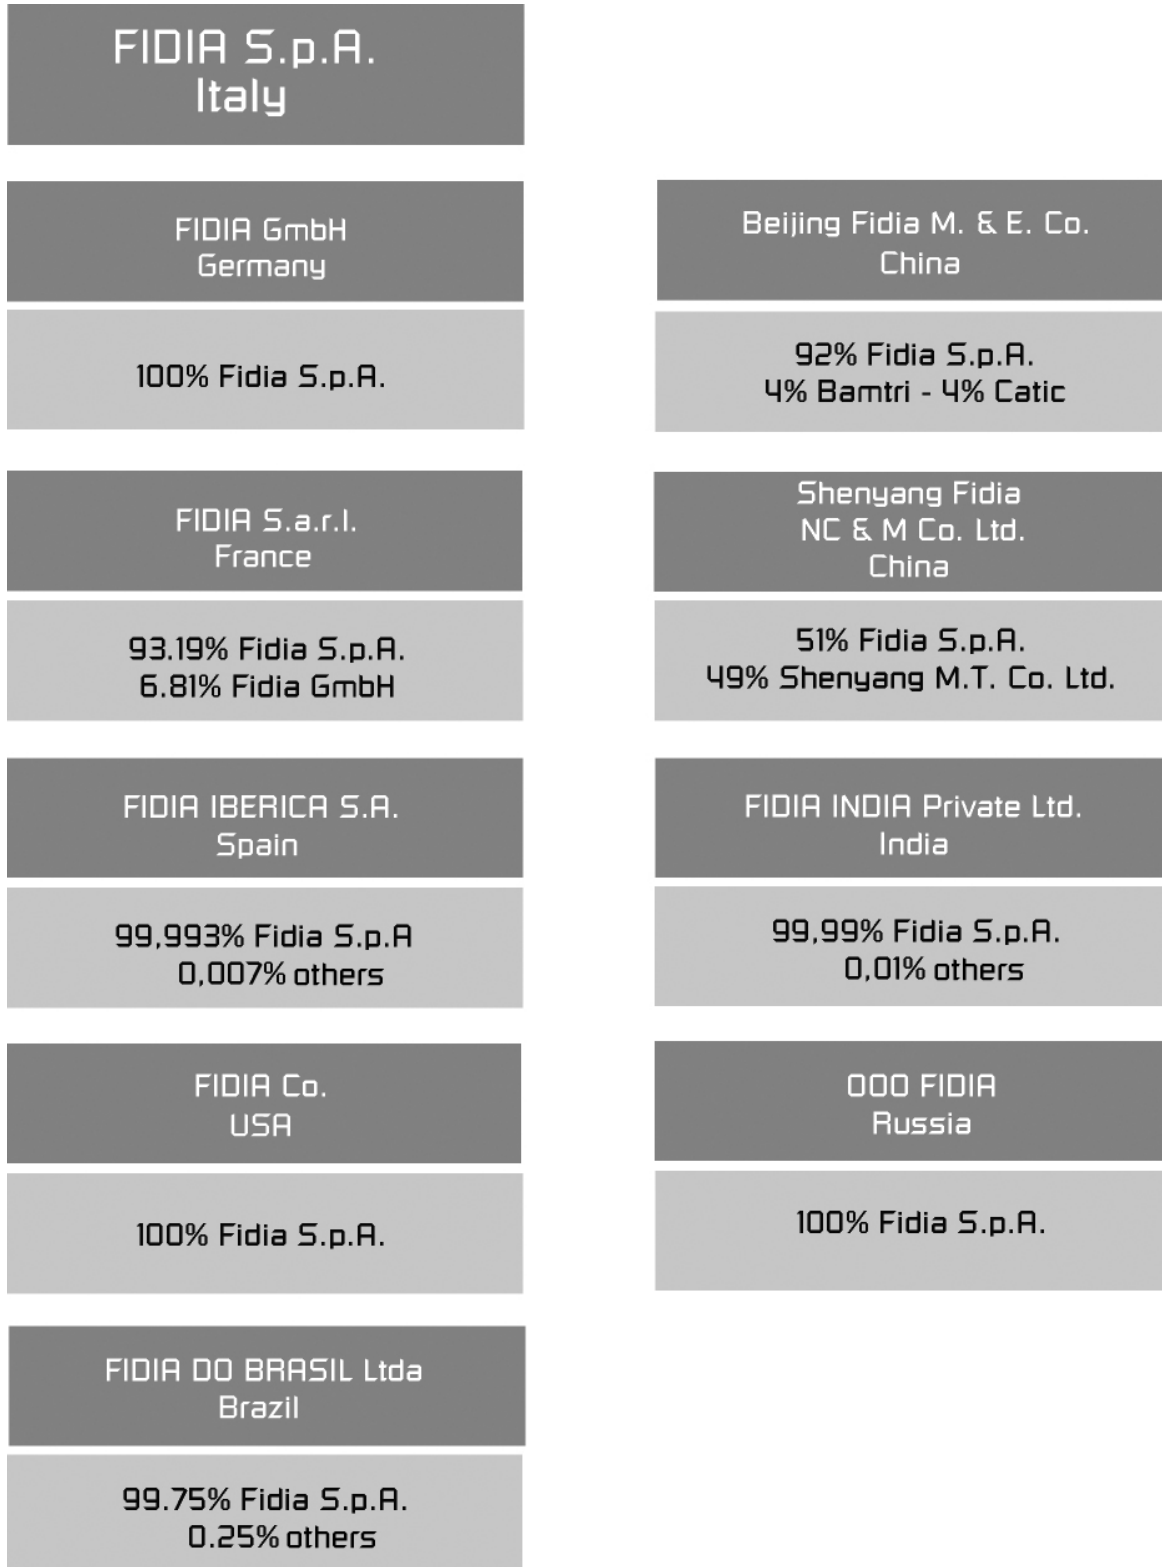 FIDIA S.p.A.
Italy
FIDIA GmbH
Germany
100% Fidia S.p.A.
FIDIA S.a.r.l.
France
93.19% Fidia S.p.A.
6.81% Fidia GmbH
FIDIA IBERICA S.A.
Spain
99,993% Fidia S.p.A
0,007% others
FIDIA Co.
USA
100% Fidia S.p.A.
FIDIA DO BRASIL Ltda
Brazil
99.75% Fidia S.p.A.
0.25% others
Beijing Fidia M. & E. Co.
China
92% Fidia S.p.A.
4% Bamtri - 4% Catic
Shenyang Fidia
NC & M Co. Ltd.
China
51% Fidia S.p.A.
49% Shenyang M.T. Co. Ltd.
FIDIA INDIA Private Ltd.
India
99,99% Fidia S.p.A.
0,01% others
OOO FIDIA
Russia
100% Fidia S.p.A.